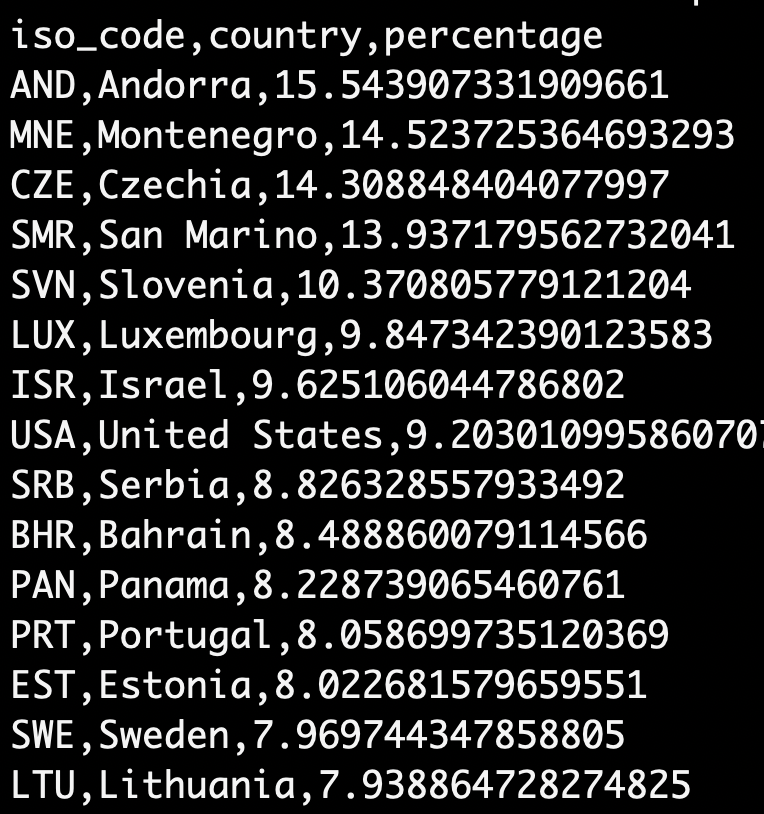 iso_code,country,percentage
AND,Andorra,15.543907331909661
MNE,Montenegro,14.523725364693293
CZE,Czechia,14.308848404077997
SMR,San Marino,13.937179562732041
SVN,Slovenia,10.370805779121204
LUX,Luxembourg,9.847342390123583
ISR,Israel,9.625106044786802
USA,United States,9.203010995860707
SRB,Serbia,8.826328557933492
BHR,Bahrain,8.488860079114566
PAN,Panama,8.228739065460761
PRT,Portugal,8.058699735120369
EST,Estonia,8.022681579659551
SWE,Sweden,7.969744347858805
LTU,Lithuania,7.938864728274825